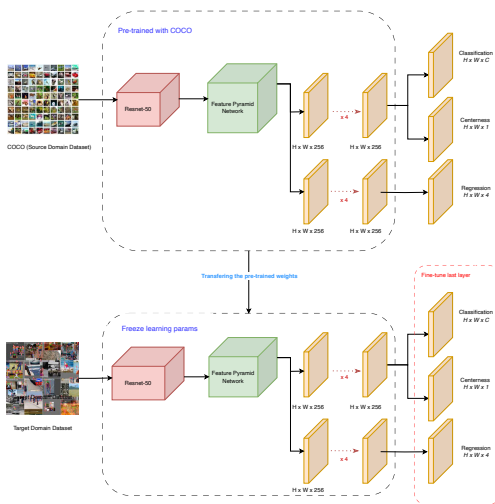 Pre-trained with COCO
Classification
H x W x C
Resnet-50
Feature Pyramid
Network
x 4
Centerness
H x W x 1
COCO (Source Domain Dataset)
H x W x 256
H x W x 256
x 4
Regression
H x W x 4
H x W x 256
H x W x 256
Transfering the pre-trained weights
Fine-tune last layer
Freeze learning params
Classification
H x W x C
Resnet-50
Feature Pyramid
Network
x 4
Centerness
H x W x 1
Target Domain Dataset
H x W x 256
H x W x 256
x 4
Regression
H x W x 4
H x W x 256